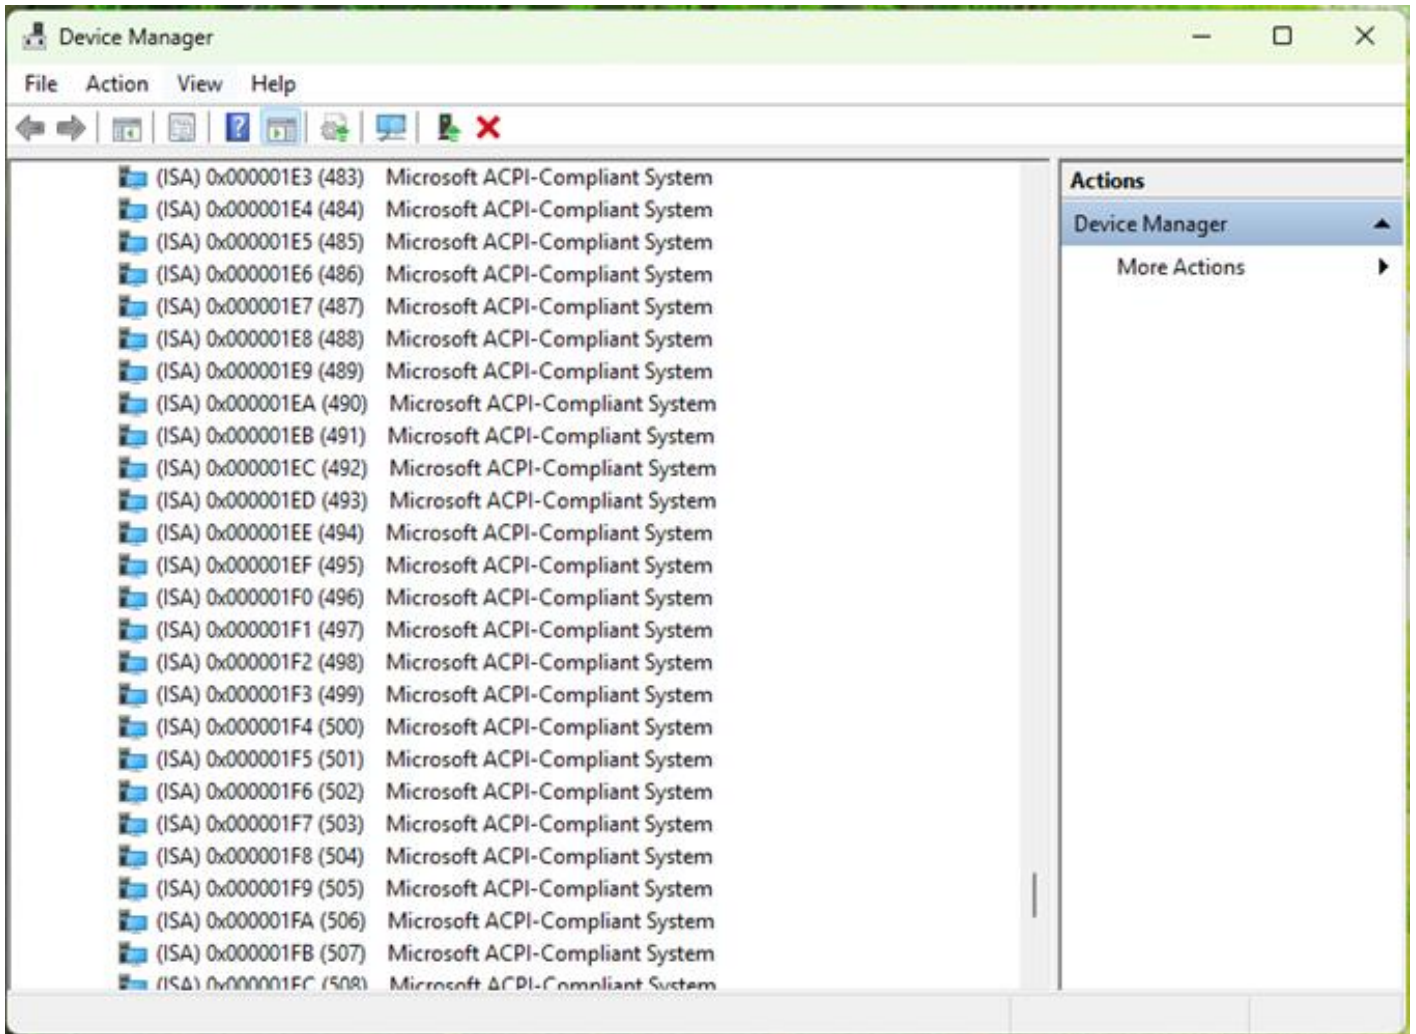 Device Manager
File Action View Help
(ISA) 0x000001E3 (483) Microsoft ACPI-Compliant System
(ISA) 0x000001E4 (484) Microsoft ACPI-Compliant System
(ISA) 0x000001E5 (485) Microsoft ACPI-Compliant System
(ISA) 0x000001E6 (486) Microsoft ACPI-Compliant System
(ISA) 0x000001E7 (487) Microsoft ACPI-Compliant System
(ISA) 0x000001E8 (488) Microsoft ACPI-Compliant System
(ISA) 0x000001E9 (489) Microsoft ACPI-Compliant System
(ISA) 0x000001EA (490) Microsoft ACPI-Compliant System
(ISA) 0x000001EB (491) Microsoft ACPI-Compliant System
(ISA) 0x000001EC (492) Microsoft ACPI-Compliant System
(ISA) 0x000001ED (493) Microsoft ACPI-Compliant System
(ISA) 0x000001EE (494) Microsoft ACPI-Compliant System
(ISA) 0x000001EF (495) Microsoft ACPI-Compliant System
(ISA) 0x000001F0 (496) Microsoft ACPI-Compliant System
(ISA) 0x000001F1 (497) Microsoft ACPI-Compliant System
(ISA) 0x000001F2 (498) Microsoft ACPI-Compliant System
(ISA) 0x000001F3 (499) Microsoft ACPI-Compliant System
(ISA) 0x000001F4 (500) Microsoft ACPI-Compliant System
(ISA) 0x000001F5 (501) Microsoft ACPI-Compliant System
(ISA) 0x000001F6 (502) Microsoft ACPI-Compliant System
(ISA) 0x000001F7 (503) Microsoft ACPI-Compliant System
(ISA) 0x000001F8 (504) Microsoft ACPI-Compliant System
(ISA) 0x000001F9 (505) Microsoft ACPI-Compliant System
(ISA) 0x000001FA (506) Microsoft ACPI-Compliant System
(ISA) 0x000001FB (507) Microsoft ACPI-Compliant System
(ISA) 0x000001FC (508) Microsoft ACPI-Compliant System
Actions
Device Manager
More Actions